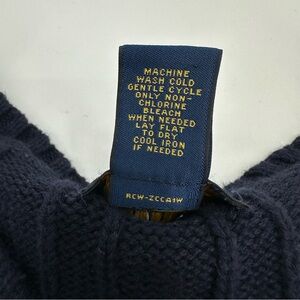 MACHINE
WASH COLD
GENTLE CYCLE
ONLY NON-
CHLORINE
BLEACH
WHEN NEEDED
LAY FLAT
TO DRY
COOL IRON
IF NEEDED
RCW-ZCCA1W